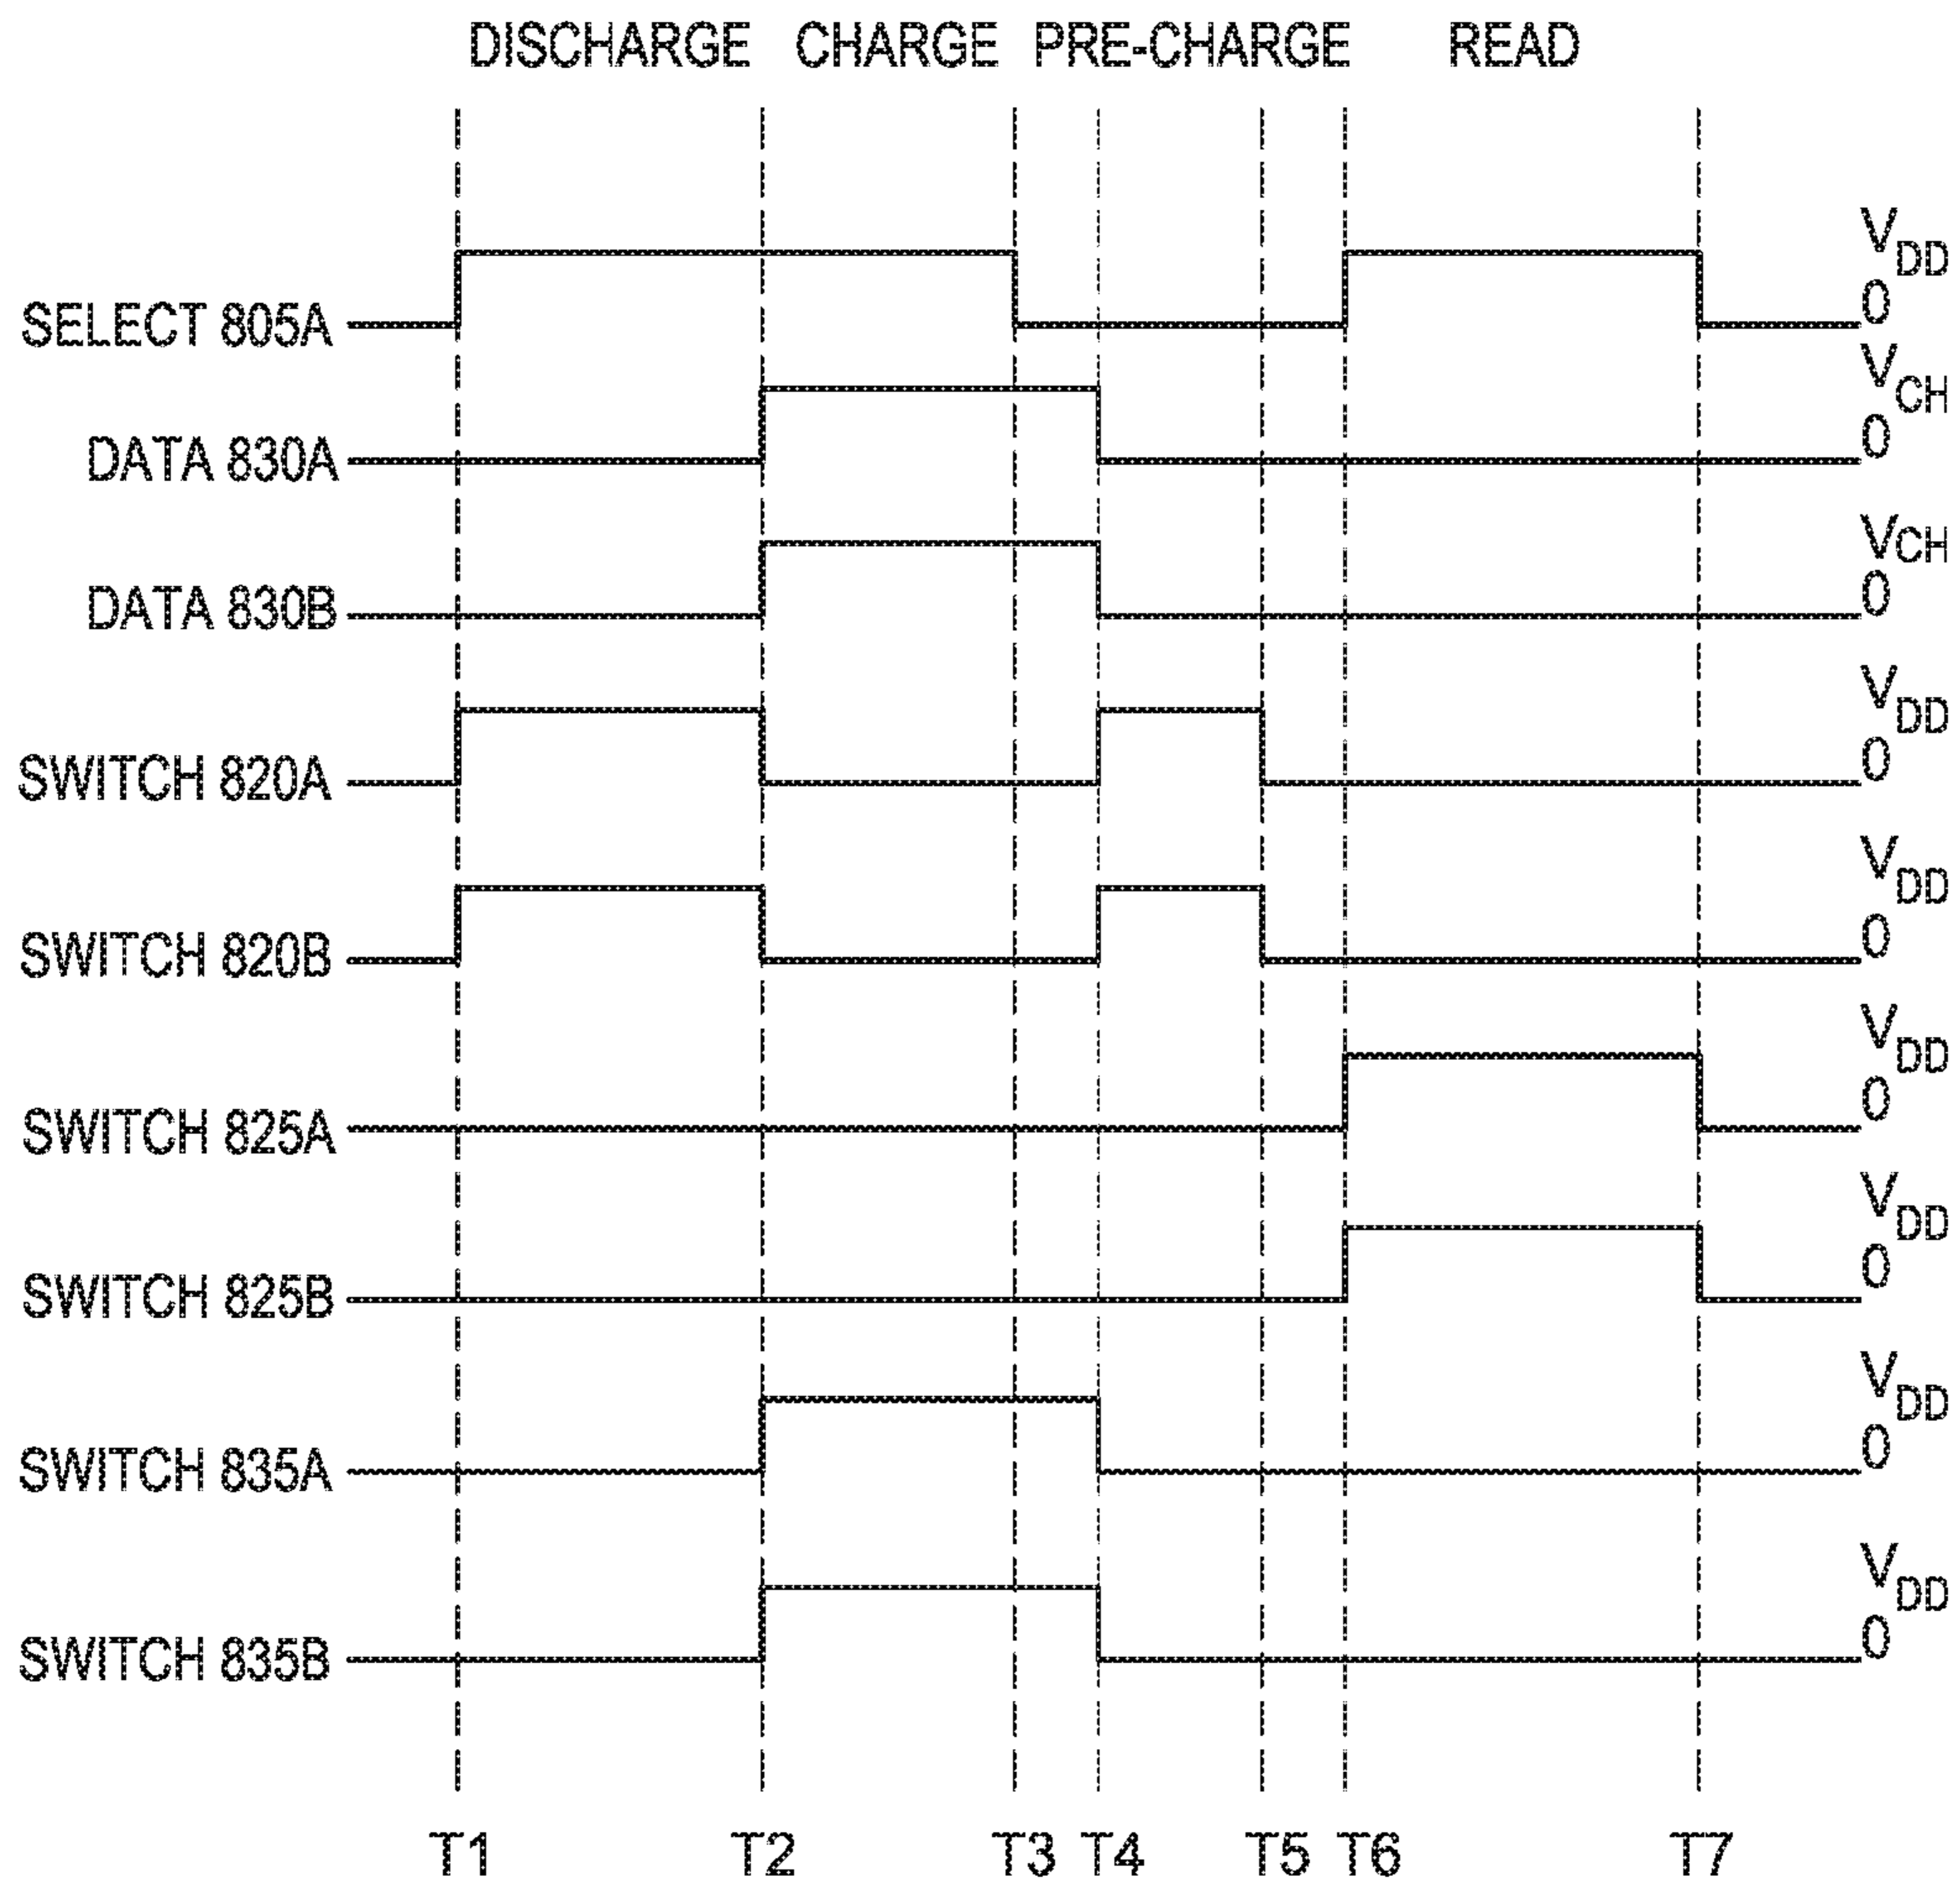 DISCHARGE CHARGE PRE-CHARGE READ
SELECT 805A VDD 0
DATA 830A VCH 0
DATA 830B VCH 0
SWITCH 820A VDD 0
SWITCH 820B VDD 0
SWITCH 825A VDD 0
SWITCH 825B VDD 0
SWITCH 835A VDD 0
SWITCH 835B VDD 0
T1 T2 T3 T4 T5 T6 T7